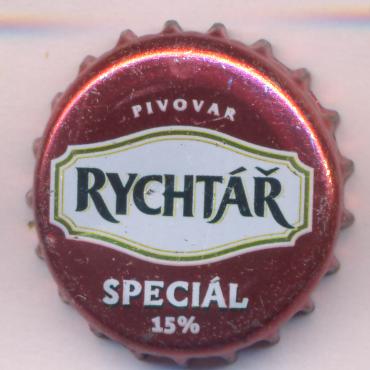 PIVOVAR
RYCHTÁŘ
SPECIÁL
15%